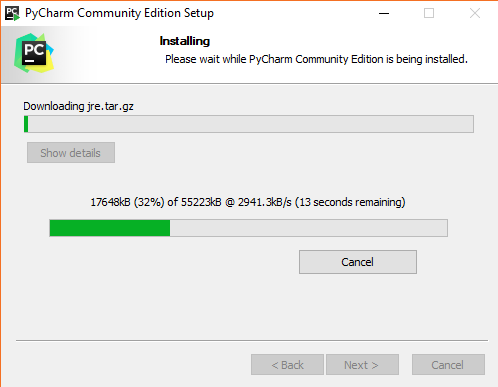 PC PyCharm Community Edition Setup
PC
Installing
Please wait while PyCharm Community Edition is being installed.
Downloading jre.tar.gz
Show details
17648kB (32%) of 55223kB @ 2941.3kB/s (13 seconds remaining)
Cancel
< Back Next > Cancel